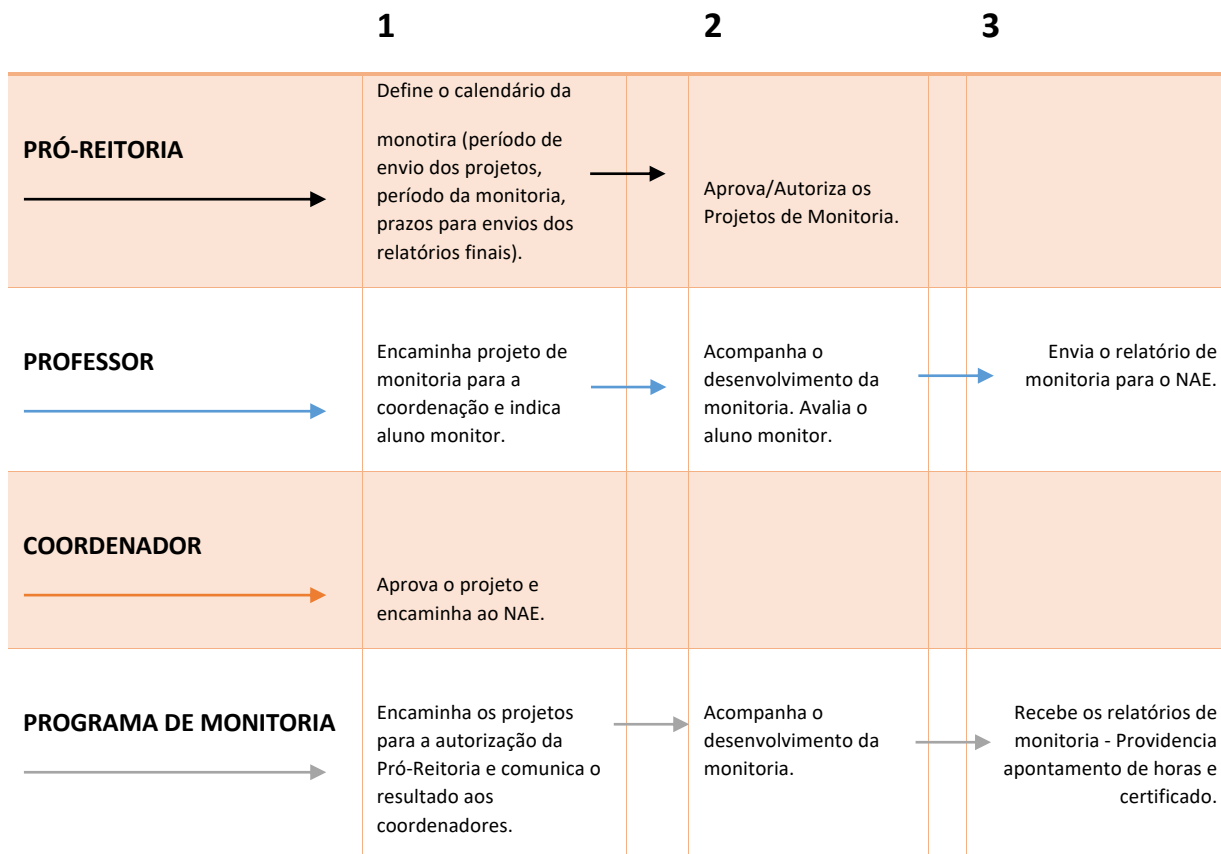 1
2
3
PRÓ-REITORIA
Define o calendário da
monotira (período de
envio dos projetos,
período da monitoria,
prazos para envios dos
relatórios finais).
Aprova/Autoriza os
Projetos de Monitoria.
PROFESSOR
Encaminha projeto de
monitoria para a
coordenação e indica
aluno monitor.
Acompanha o
desenvolvimento da
monitoria. Avalia o
aluno monitor.
Envia o relatório de
monitoria para o NAE.
COORDENADOR
Aprova o projeto e
encaminha ao NAE.
PROGRAMA DE MONITORIA
Encaminha os projetos
para a autorização da
Pró-Reitoria e comunica o
resultado aos
coordenadores.
Acompanha o
desenvolvimento da
monitoria.
Recebe os relatórios de
monitoria - Providencia
apontamento de horas e
certificado.